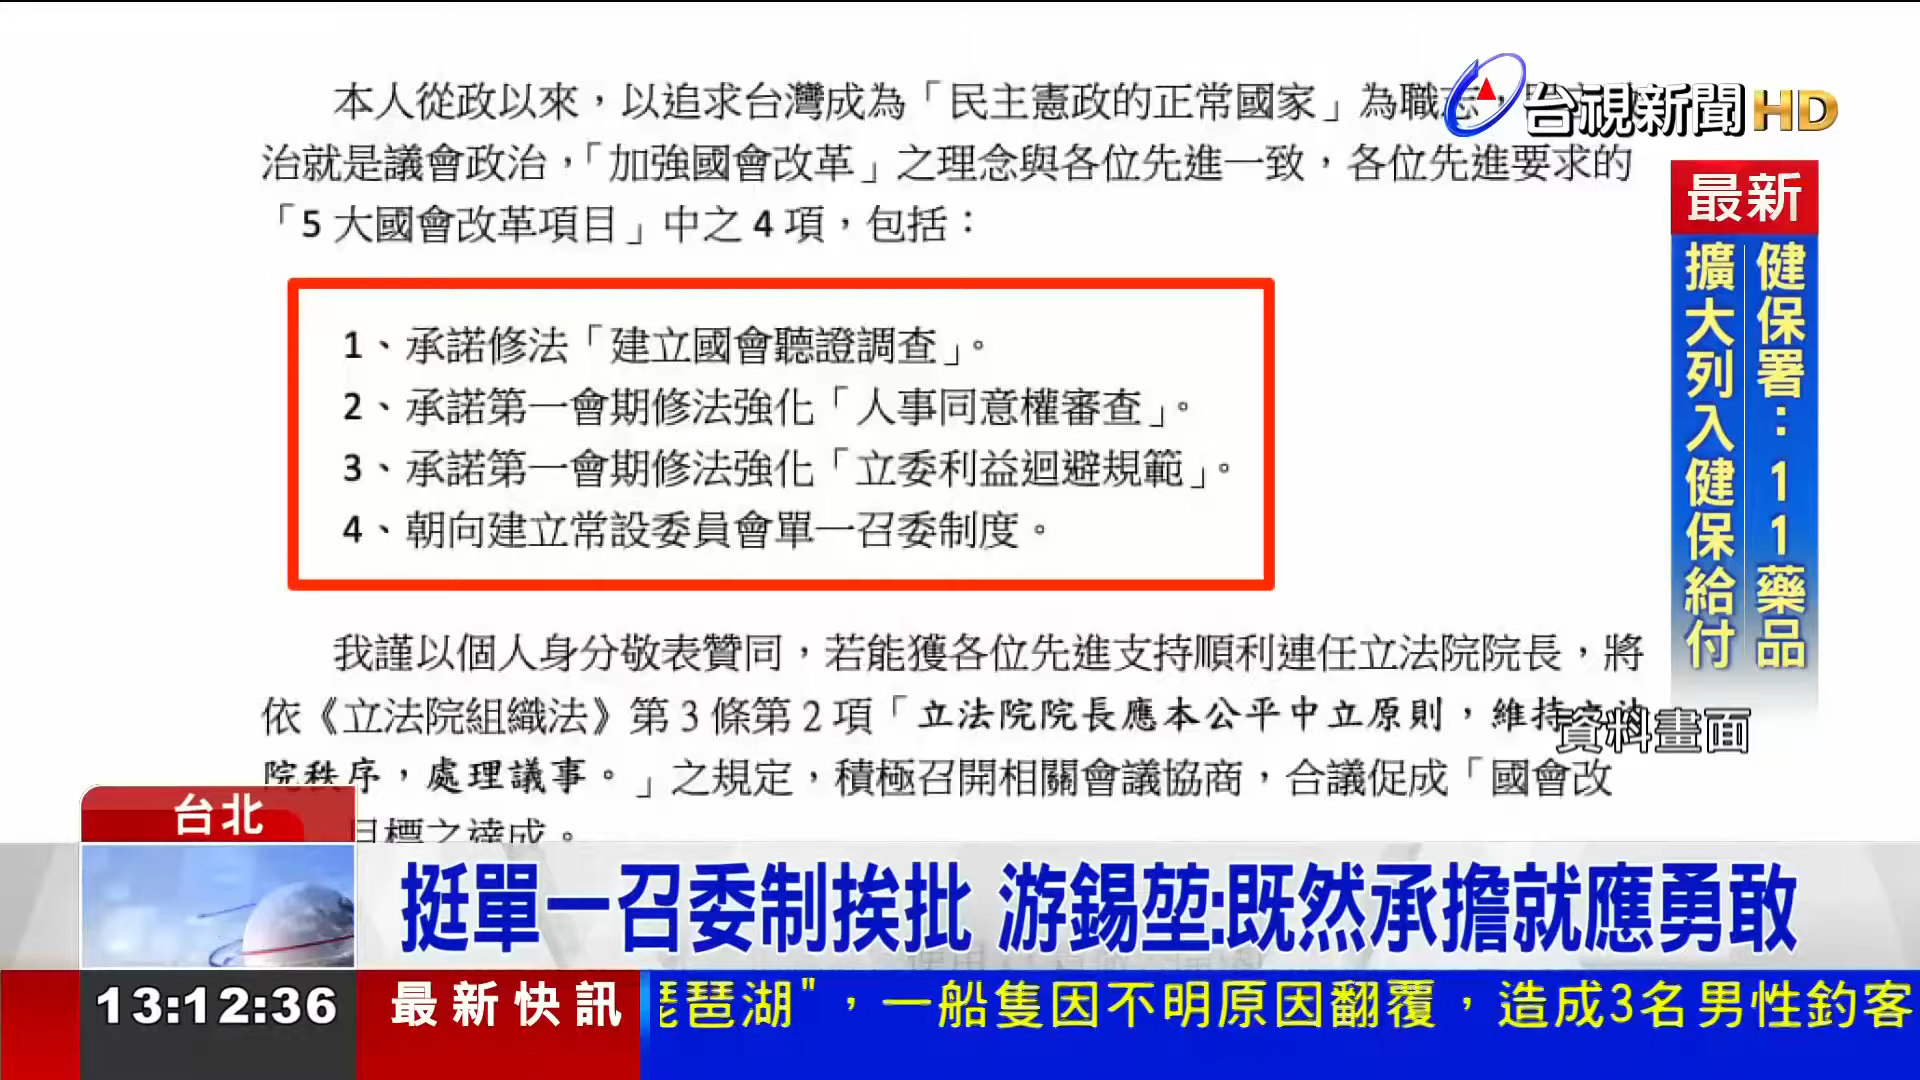 本人從政以來，以追求台灣成為「民主憲政的正常國家」為職志，
治就是議會政治，「加強國會改革」之理念與各位先進一致，各位先進要求的
「5 大國會改革項目」中之 4 項，包括：
1、承諾修法「建立國會聽證調查」。
2、承諾第一會期修法強化「人事同意權審查」。
3、承諾第一會期修法強化「立委利益迴避規範」。
4、朝向建立常設委員會單一召委制度。
我謹以個人身分敬表贊同，若能獲各位先進支持順利連任立法院院長，將
依《立法院組織法》第 3 條第 2 項「立法院院長應本公平中立原則，維持立法
院秩序，處理議事。」之規定，積極召開相關會議協商，合議促成「國會改
目標之達成。
台視新聞HD
最新
健保署：11藥品
擴大列入健保給付
資料畫面
台北
挺單一召委制挨批 游錫堃:既然承擔就應勇敢
13:12:36
最新快訊
琵琶湖"，一船隻因不明原因翻覆，造成3名男性釣客